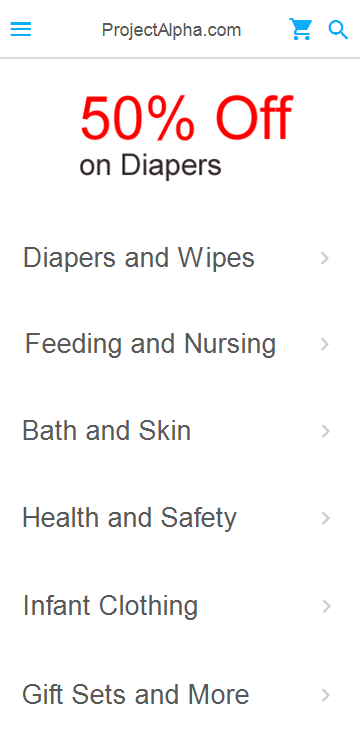 ProjectAlpha.com
50% Off
on Diapers
Diapers and Wipes
Feeding and Nursing
Bath and Skin
Health and Safety
Infant Clothing
Gift Sets and More